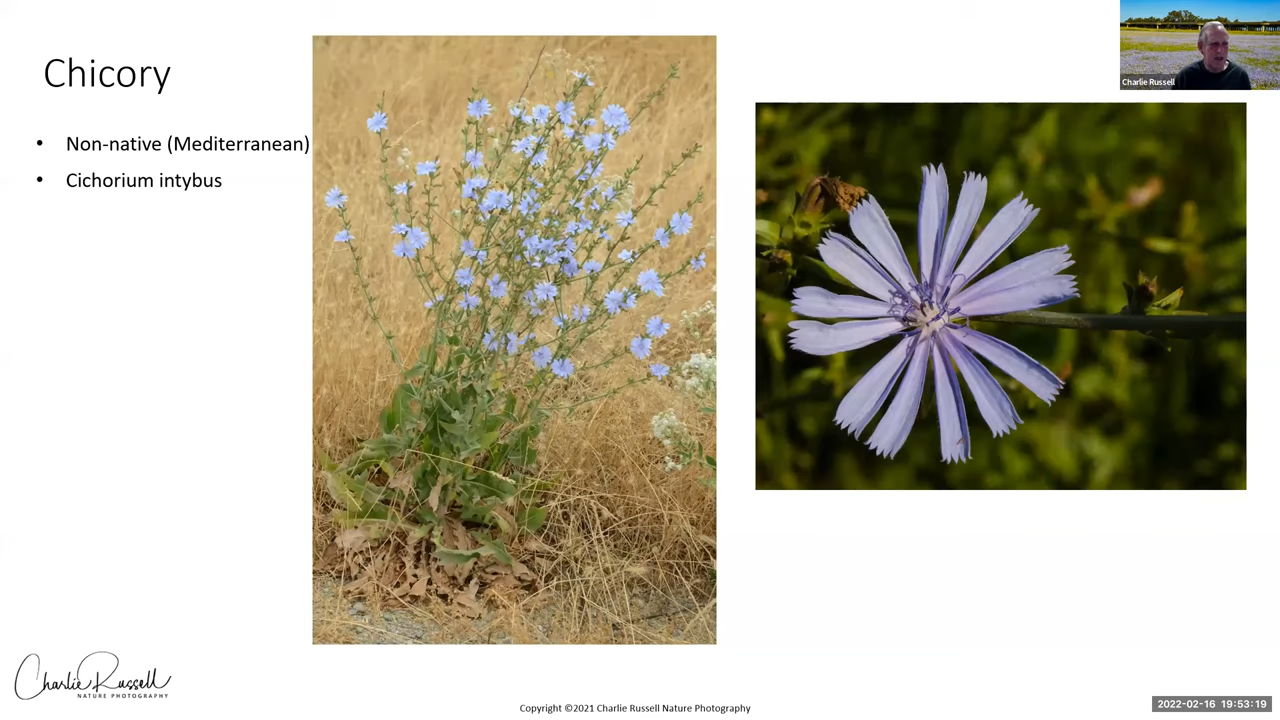 Chicory
• Non-native (Mediterranean)
• Cichorium intybus
Charlie Russell
Charlie Russell
NATURE PHOTOGRAPHY
Copyright ©2021 Charlie Russell Nature Photography
2022-02-16 19:53:19